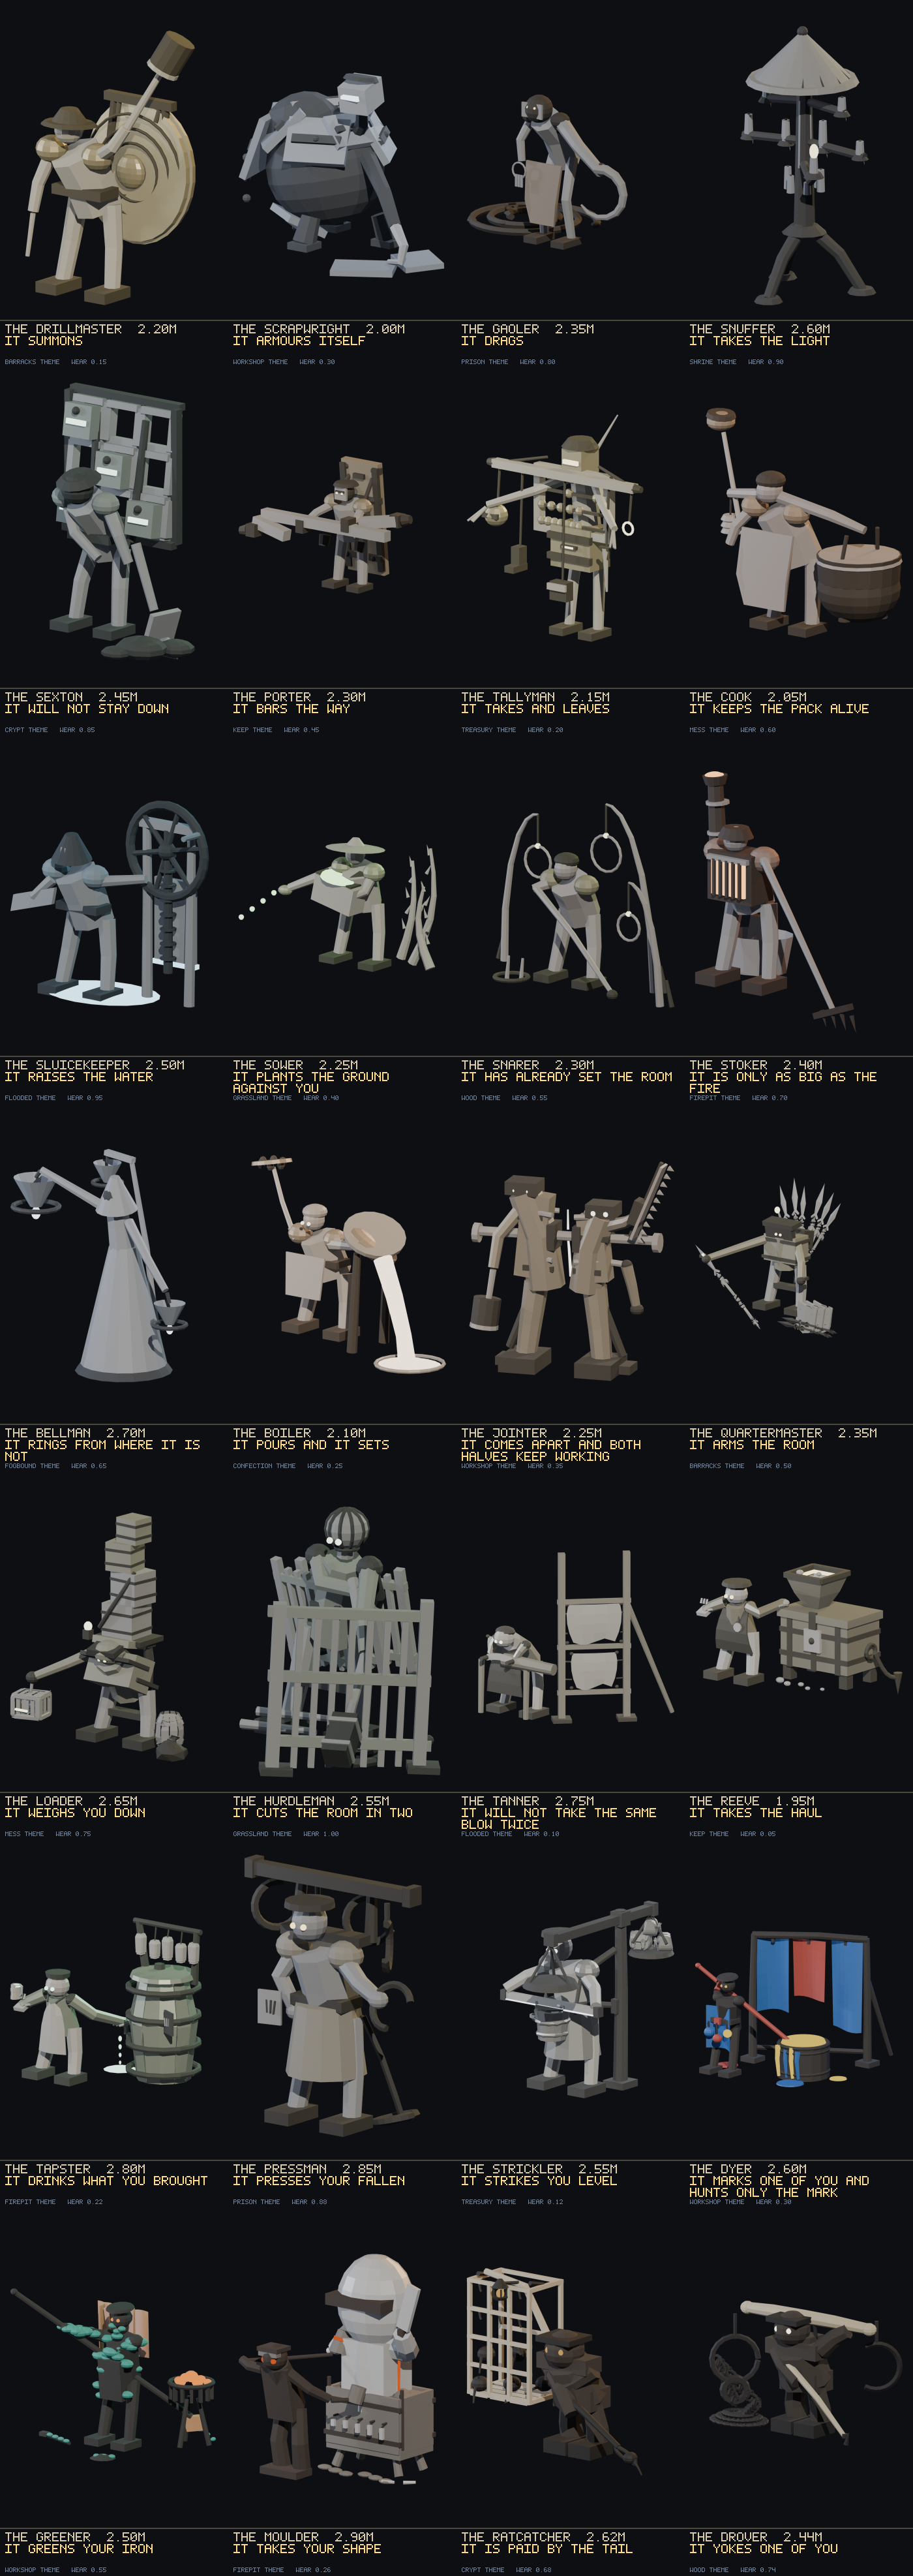 THE DRILLMASTER 2.20M
IT SUMMONS
BARRACKS THEME WEAR 0.15
THE SCRAPWRIGHT 2.00M
IT ARMOURS ITSELF
WORKSHOP THEME WEAR 0.30
THE GAOLER 2.35M
IT DRAGS
PRISON THEME WEAR 0.80
THE SNUFFER 2.60M
IT TAKES THE LIGHT
SHRINE THEME WEAR 0.90
THE SEXTON 2.45M
IT WILL NOT STAY DOWN
CRYPT THEME WEAR 0.85
THE PORTER 2.30M
IT BARS THE WAY
KEEP THEME WEAR 0.45
THE TALLYMAN 2.15M
IT TAKES AND LEAVES
TREASURY THEME WEAR 0.20
THE COOK 2.05M
IT KEEPS THE PACK ALIVE
MESS THEME WEAR 0.60
THE SLUICEKEEPER 2.50M
IT RAISES THE WATER
FLOODED THEME WEAR 0.95
THE SOWER 2.25M
IT PLANTS THE GROUND
AGAINST YOU
GRASSLAND THEME WEAR 0.40
THE SNARER 2.30M
IT HAS ALREADY SET THE ROOM
WOOD THEME WEAR 0.55
THE STOKER 2.40M
IT IS ONLY AS BIG AS THE
FIRE
FIREPIT THEME WEAR 0.70
THE BELLMAN 2.70M
IT RINGS FROM WHERE IT IS
NOT
FOGBOUND THEME WEAR 0.65
THE BOILER 2.10M
IT POURS AND IT SETS
CONFECTION THEME WEAR 0.25
THE JOINTER 2.25M
IT COMES APART AND BOTH
HALVES KEEP WORKING
WORKSHOP THEME WEAR 0.35
THE QUARTERMASTER 2.35M
IT ARMS THE ROOM
BARRACKS THEME WEAR 0.50
THE LOADER 2.65M
IT WEIGHS YOU DOWN
MESS THEME WEAR 0.75
THE HURDLEMAN 2.55M
IT CUTS THE ROOM IN TWO
GRASSLAND THEME WEAR 1.00
THE TANNER 2.75M
IT WILL NOT TAKE THE SAME
BLOW TWICE
FLOODED THEME WEAR 0.10
THE REEVE 1.95M
IT TAKES THE HAUL
KEEP THEME WEAR 0.05
THE TAPSTER 2.80M
IT DRINKS WHAT YOU BROUGHT
FIREPIT THEME WEAR 0.22
THE PRESSMAN 2.85M
IT PRESSES YOUR FALLEN
PRISON THEME WEAR 0.88
THE STRICKLER 2.55M
IT STRIKES YOU LEVEL
TREASURY THEME WEAR 0.12
THE DYER 2.60M
IT MARKS ONE OF YOU AND
HUNTS ONLY THE MARK
WORKSHOP THEME WEAR 0.30
THE GREENER 2.50M
IT GREENS YOUR IRON
WORKSHOP THEME WEAR 0.55
THE MOULDER 2.90M
IT TAKES YOUR SHAPE
FIREPIT THEME WEAR 0.26
THE RATCATCHER 2.62M
IT IS PAID BY THE TAIL
CRYPT THEME WEAR 0.68
THE DROVER 2.44M
IT YOKES ONE OF YOU
WOOD THEME WEAR 0.74